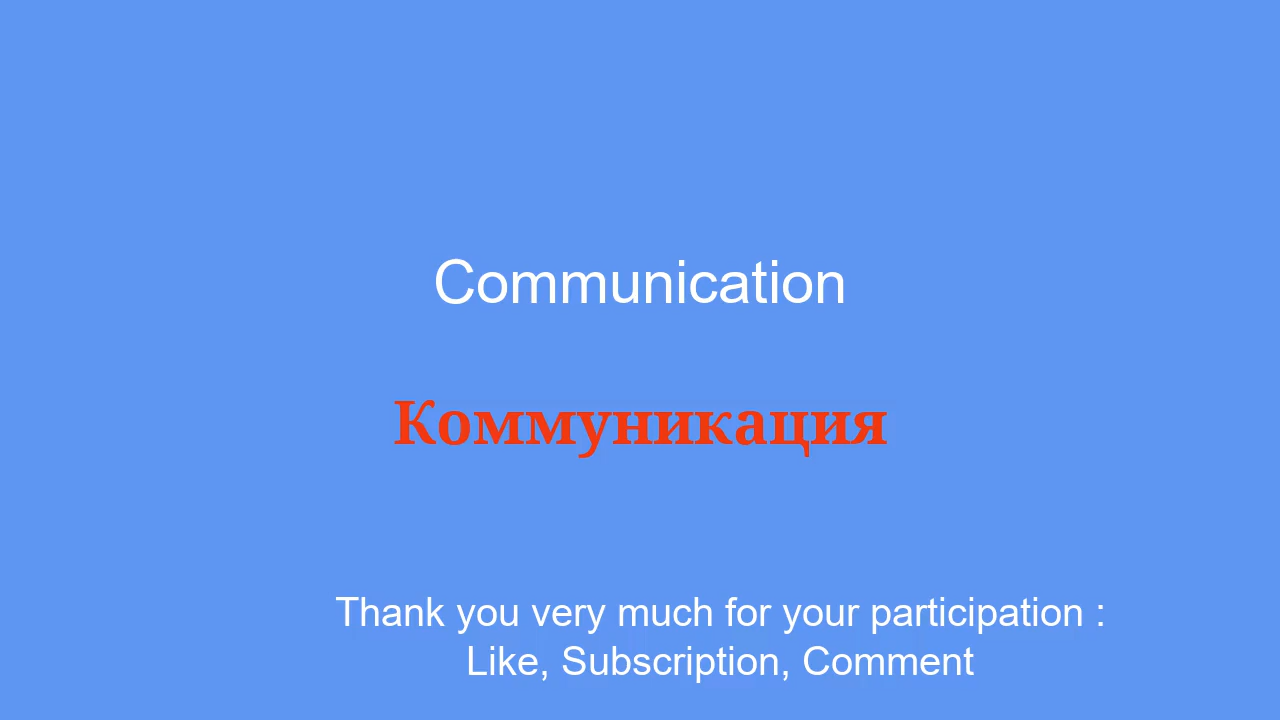 Communication
Коммуникация
Thank you very much for your participation :
Like, Subscription, Comment